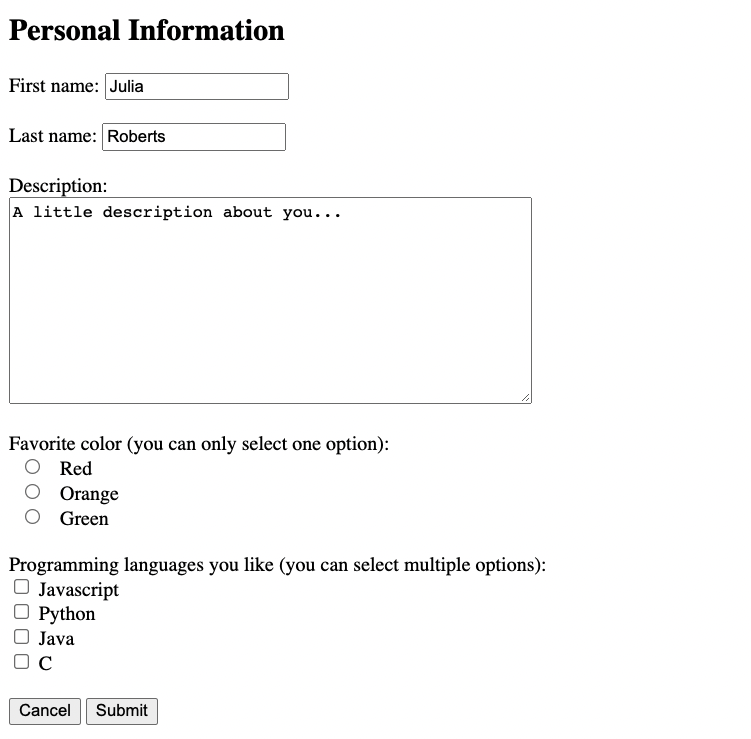 Personal Information
First name: Julia
Last name: Roberts
Description:
A little description about you...
Favorite color (you can only select one option):
Red
Orange
Green
Programming languages you like (you can select multiple options):
Javascript
Python
Java
C
Cancel Submit